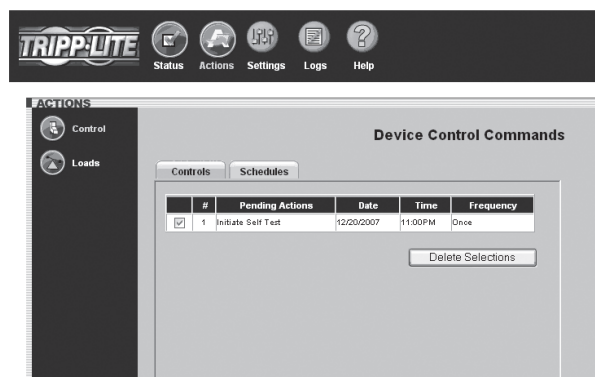 TRIPP·LITE
Status Actions Settings Logs Help
ACTIONS
Control
Loads
Device Control Commands
Controls Schedules
# Pending Actions Date Time Frequency
1 Initiate Self Test 12/20/2007 11:00PM Once
Delete Selections